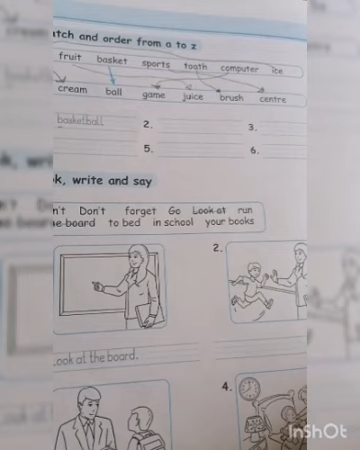 tch and order from a to z
fruit basket sports tooth computer ice
cream ball game juice brush centre
basketball 2. 3.
5. 6.
k, write and say
n't Don't forget Go Look at run
he board to bed in school your books
2.
Look at the board.
4.
InShOt